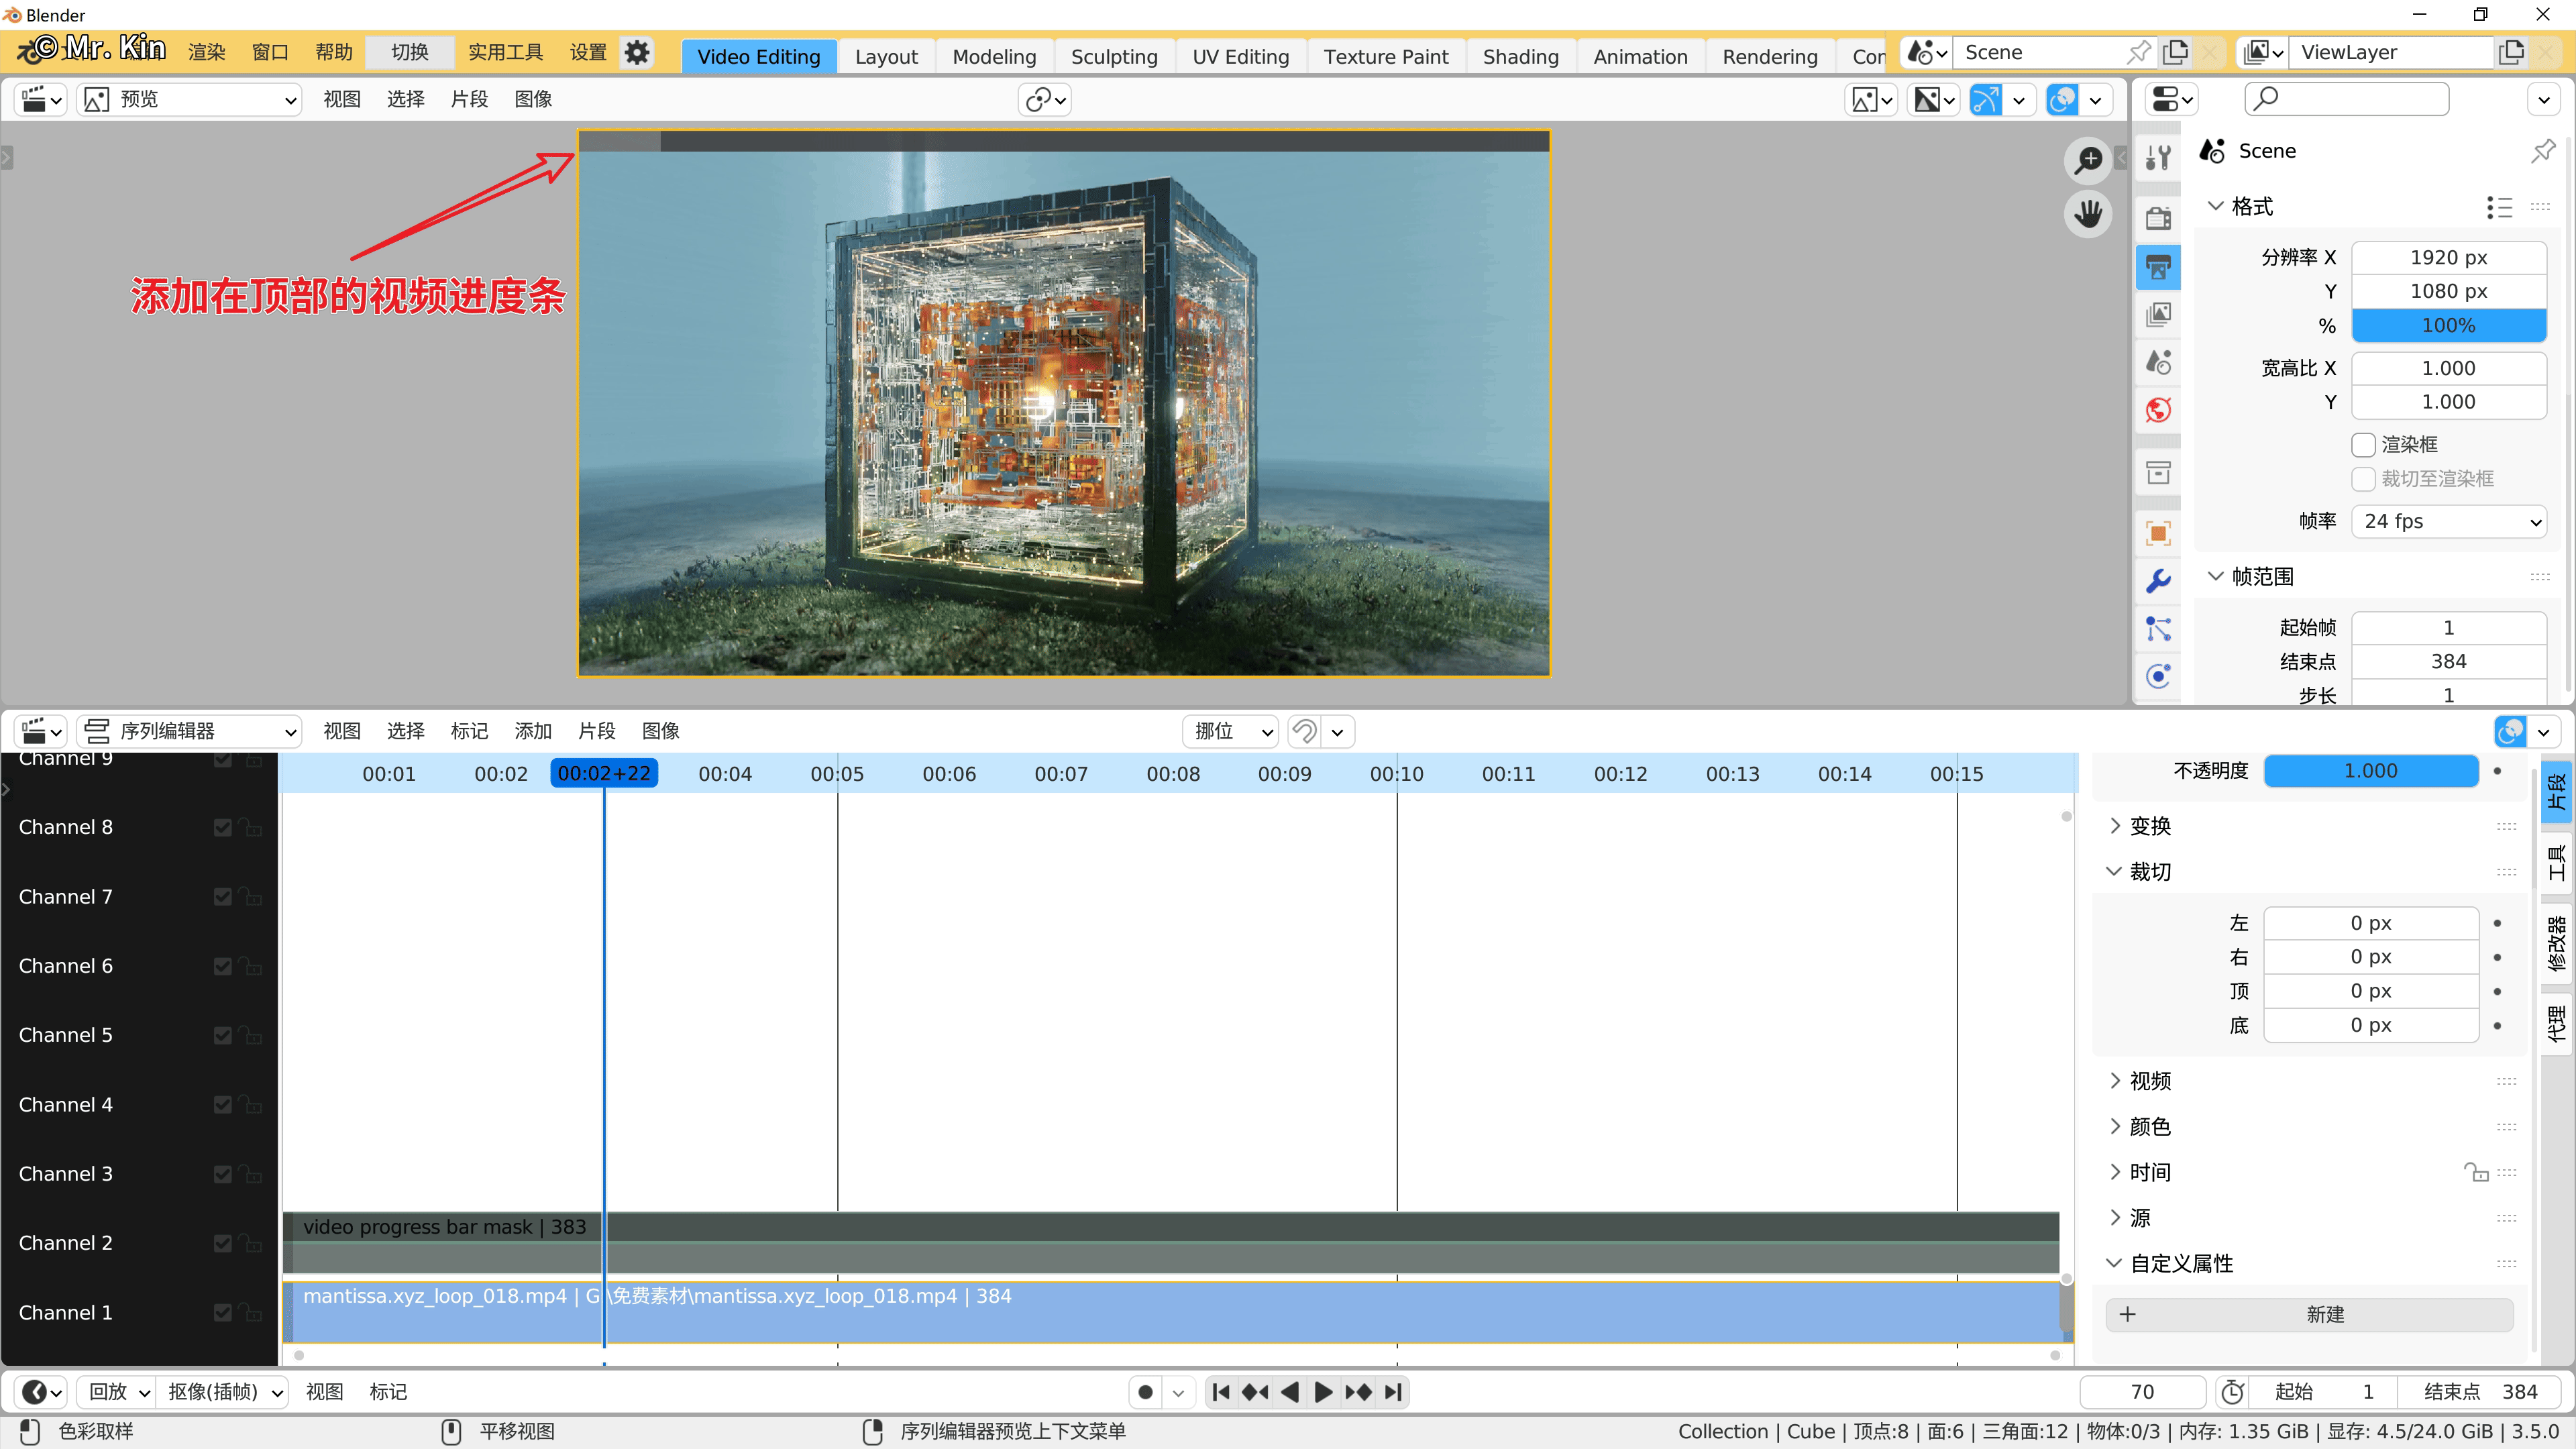 Blender
© Mr. Kin
渲染 窗口 帮助 切换 实用工具 设置 Video Editing Layout Modeling Sculpting UV Editing Texture Paint Shading Animation Rendering Con Scene ViewLayer
预览 视图 选择 片段 图像
添加在顶部的视频进度条
Scene
格式
分辨率 X 1920 px
Y 1080 px
% 100%
宽高比 X 1.000
Y 1.000
渲染框
裁切至渲染框
帧率 24 fps
帧范围
起始帧 1
结束点 384
步长 1
序列编辑器 视图 选择 标记 添加 片段 图像 挪位
00:01 00:02 00:02+22 00:04 00:05 00:06 00:07 00:08 00:09 00:10 00:11 00:12 00:13 00:14 00:15
Channel 9
Channel 8
Channel 7
Channel 6
Channel 5
Channel 4
Channel 3
Channel 2
Channel 1
video progress bar mask | 383
mantissa.xyz_loop_018.mp4 | G:\免费素材\mantissa.xyz_loop_018.mp4 | 384
不透明度 1.000
变换
裁切
左 0 px
右 0 px
顶 0 px
底 0 px
视频
颜色
时间
源
自定义属性
新建
片段
工具
修改器
代理
回放 抠像(插帧) 视图 标记 70 起始 1 结束点 384
色彩取样 平移视图 序列编辑器预览上下文菜单 Collection | Cube | 顶点:8 | 面:6 | 三角面:12 | 物体:0/3 | 内存: 1.35 GiB | 显存: 4.5/24.0 GiB | 3.5.0